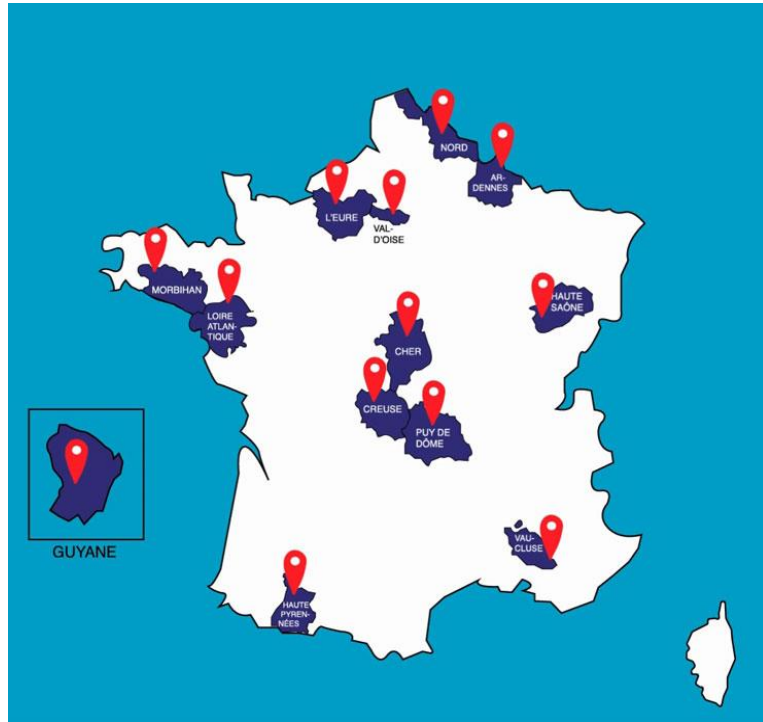 NORD
AR-
DENNES
L'EURE
VAL-
D'OISE
MORBIHAN
LOIRE
ATLAN-
TIQUE
HAUTE
SAÔNE
CHER
CREUSE
PUY DE
DÔME
GUYANE
VAU-
CLUSE
HAUTE
PYREN-
NÉES